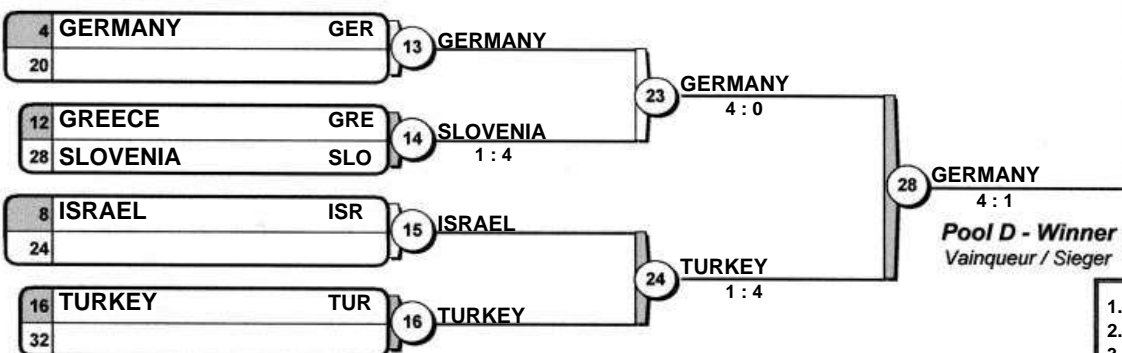 4 GERMANY GER
20
13 GERMANY
12 GREECE GRE
28 SLOVENIA SLO
14 SLOVENIA
1 : 4
23 GERMANY
4 : 0
8 ISRAEL ISR
24
15 ISRAEL
16 TURKEY TUR
32
16 TURKEY
24 TURKEY
1 : 4
28 GERMANY
4 : 1
Pool D - Winner
Vainqueur / Sieger
1.
2.